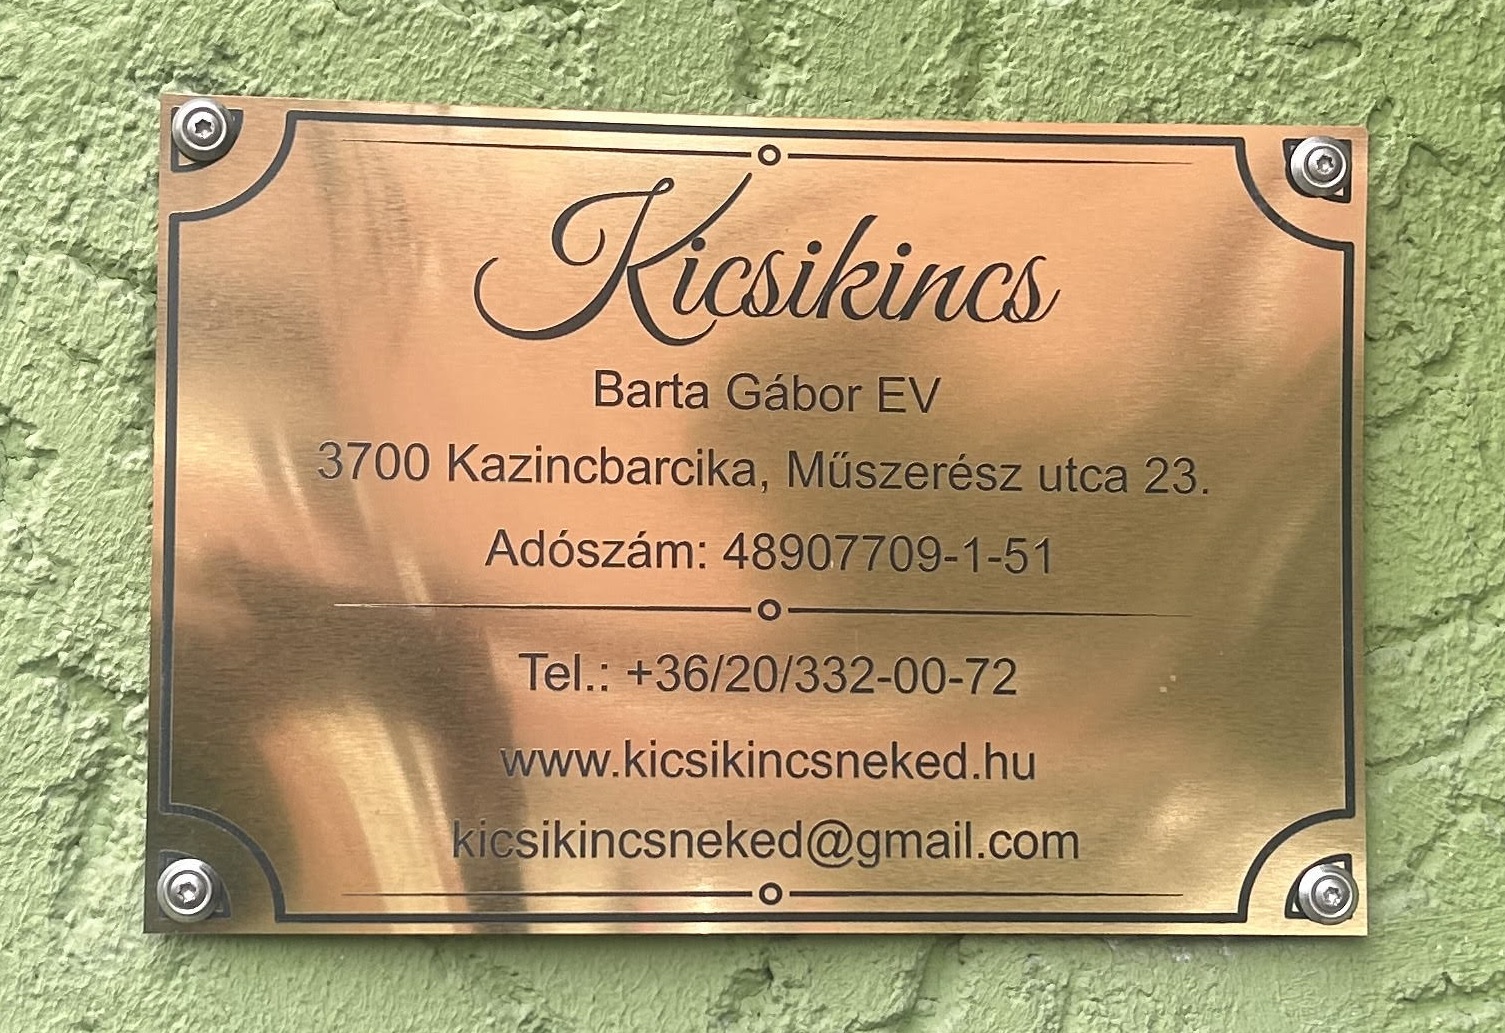 Kicsikincs
Barta Gábor EV
3700 Kazincbarcika, Műszerész utca 23.
Adószám: 48907709-1-51
Tel.: +36/20/332-00-72
www.kicsikincsneked.hu
kicsikincsneked@gmail.com